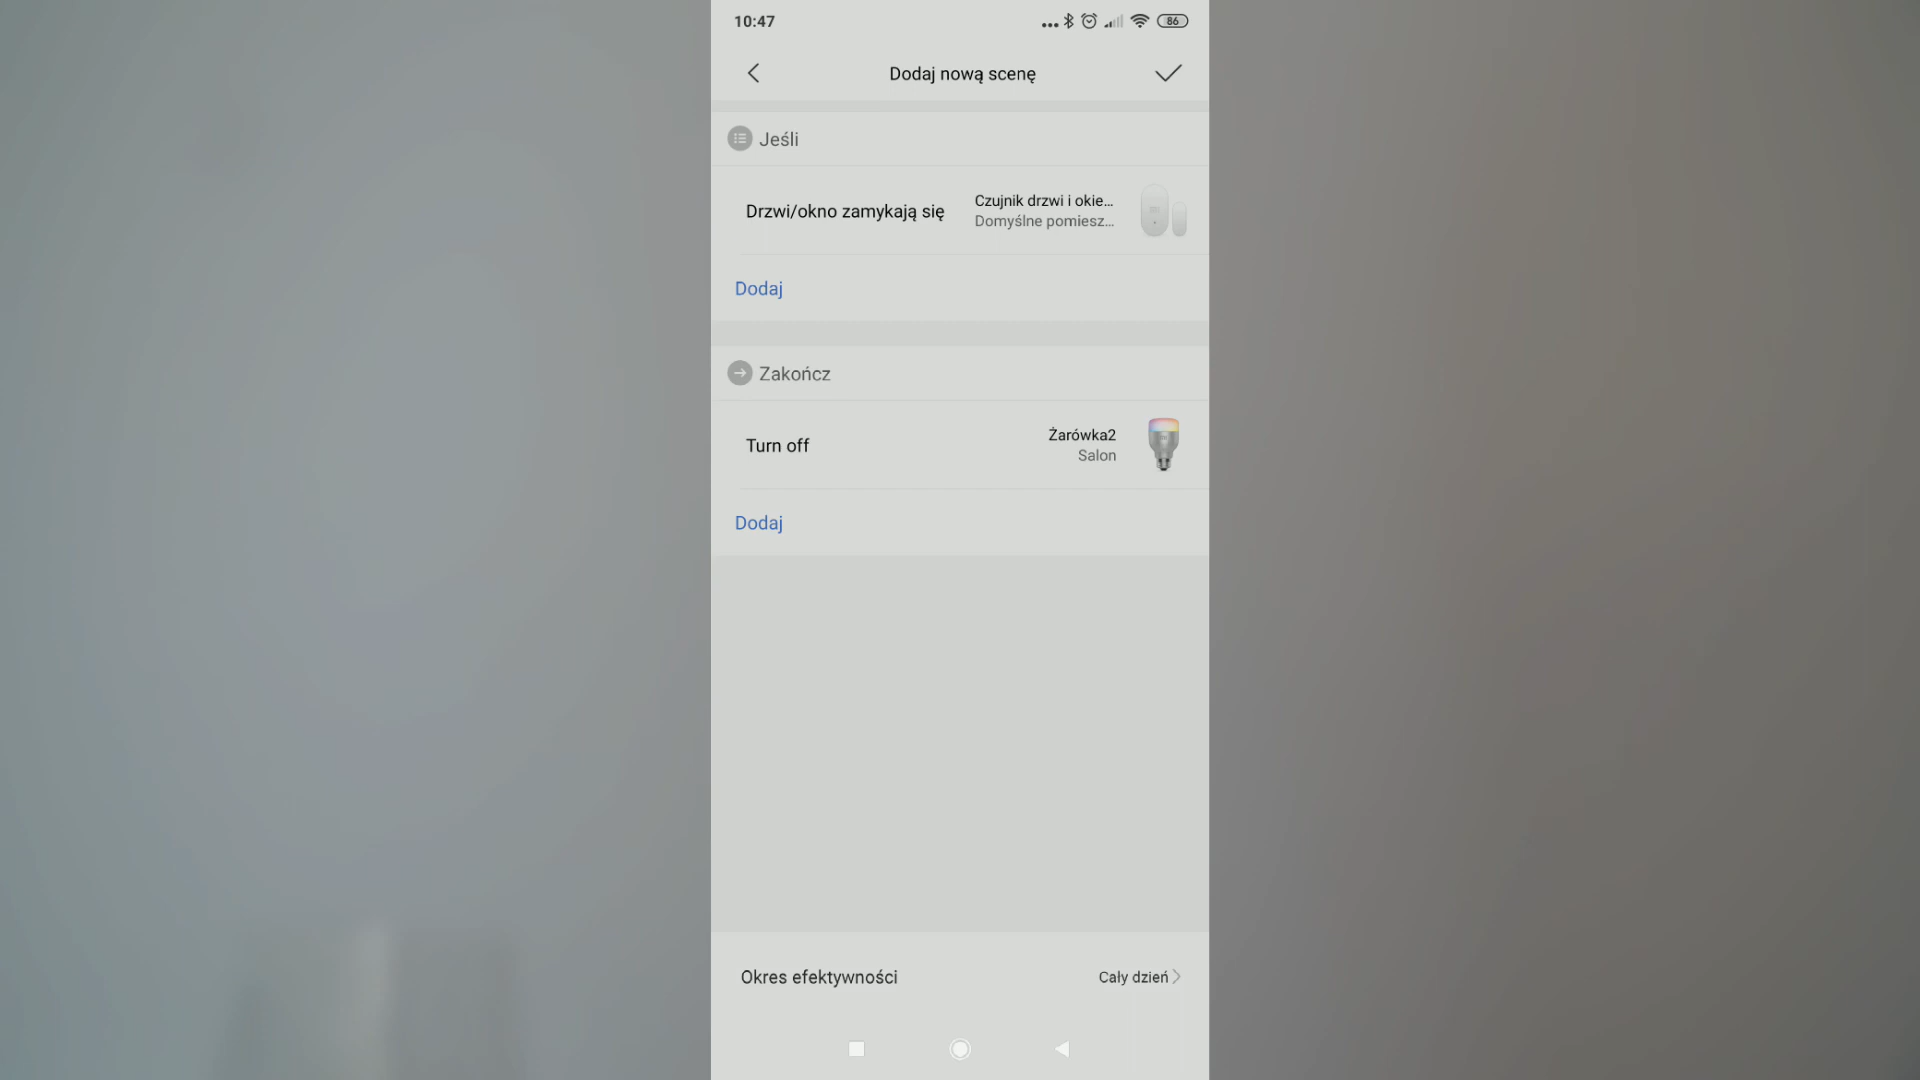 10:47
86
Dodaj nową scenę
Jeśli
Drzwi/okno zamykają się
Czujnik drzwi i okie...
Domyślne pomiesz...
Dodaj
Zakończ
Turn off
Żarówka2
Salon
Dodaj
Okres efektywności
Cały dzień